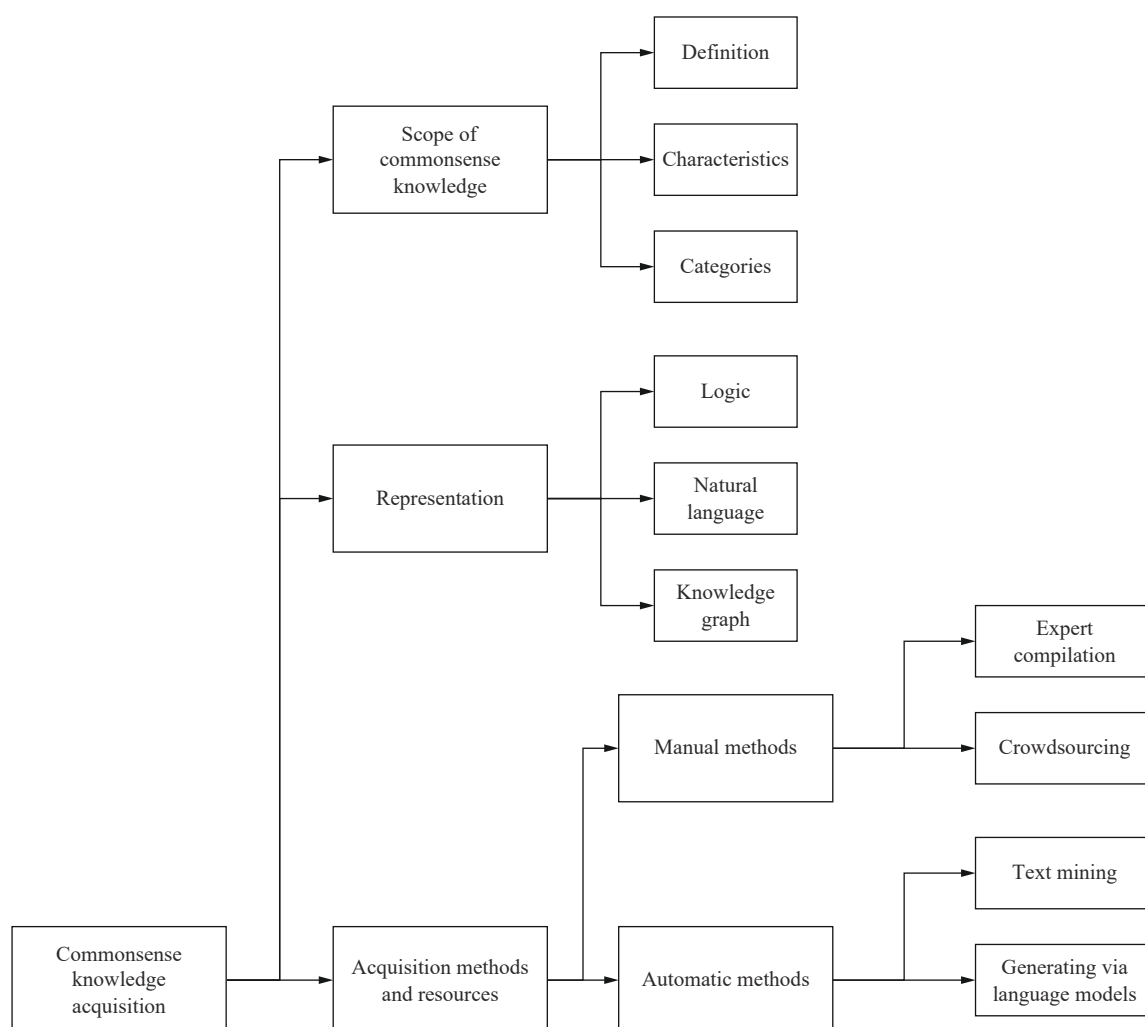 Definition
Scope of
commonsense
knowledge
Characteristics
Categories
Logic
Representation
Natural
language
Knowledge
graph
Expert
compilation
Manual methods
Crowdsourcing
Text mining
Commonsense
knowledge
acquisition
Acquisition methods
and resources
Automatic methods
Generating via
language models